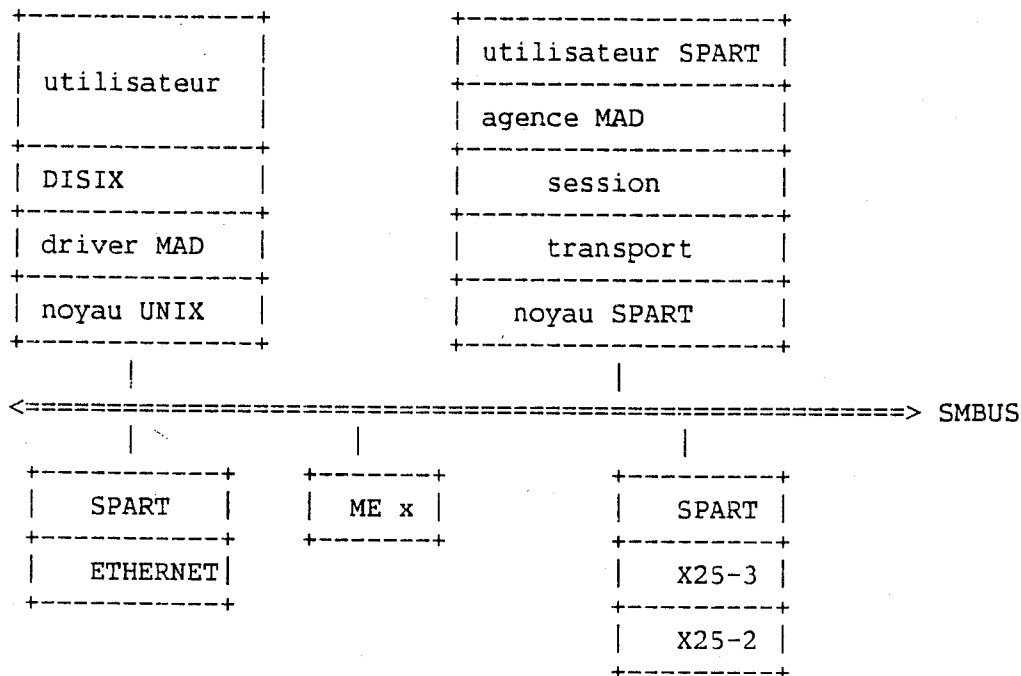 utilisateur SPART
utilisateur
agence MAD
DISIX
session
driver MAD
transport
noyau UNIX
noyau SPART
SMBUS
SPART
ME x
SPART
ETHERNET
X25-3
X25-2